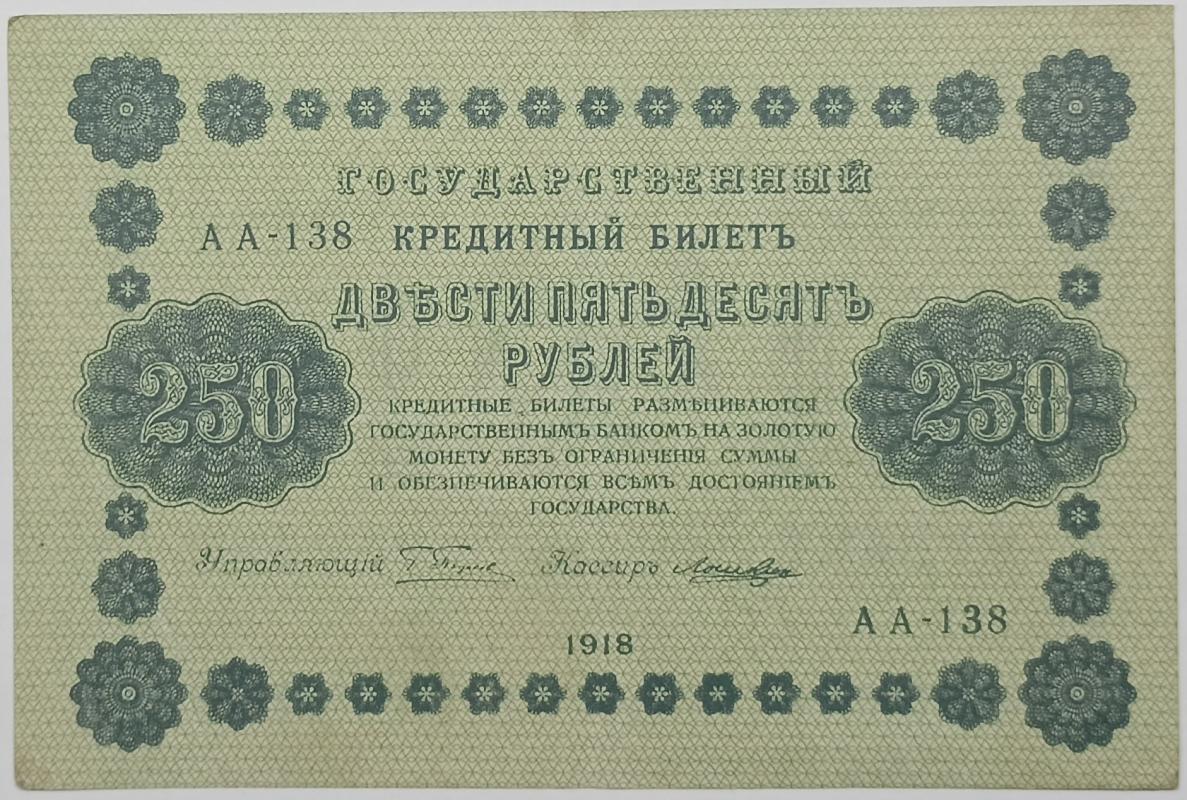 ГОСУДАРСТВЕННЫЙ
АА-138 КРЕДИТНЫЙ БИЛЕТЪ
ДВѢСТИ ПЯТЬДЕСЯТЪ
РУБЛЕЙ
250 250
КРЕДИТНЫЕ БИЛЕТЫ РАЗМѢНИВАЮТСЯ
ГОСУДАРСТВЕННЫМЪ БАНКОМЪ НА ЗОЛОТУЮ
МОНЕТУ БЕЗЪ ОГРАНИЧЕНІЯ СУММЫ
И ОБЕЗПЕЧИВАЮТСЯ ВСѢМЪ ДОСТОЯНІЕМЪ
ГОСУДАРСТВА.
Управляющій Кассиръ
АА-138
1918